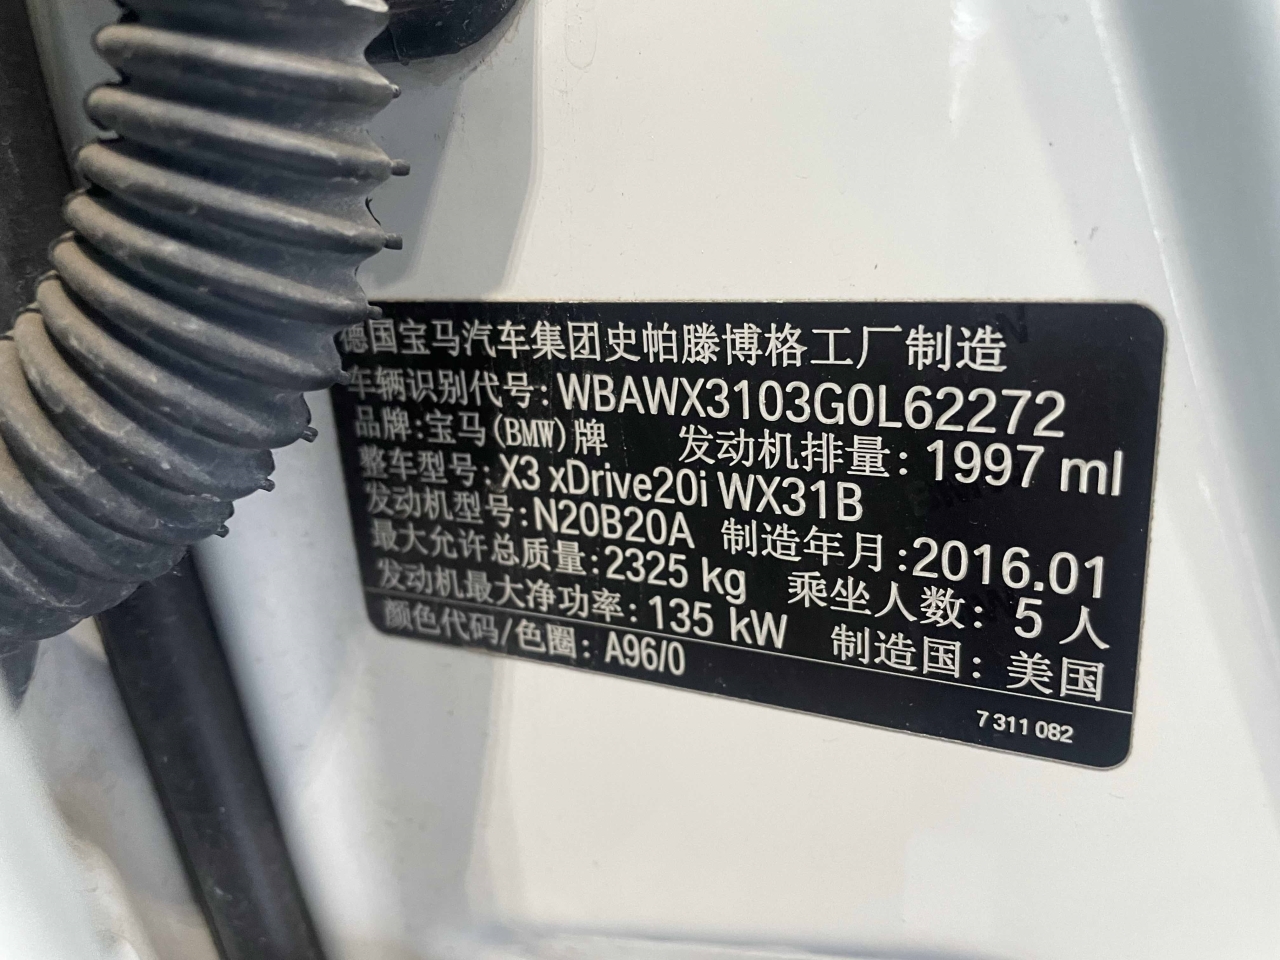 德国宝马汽车集团史帕滕博格工厂制造
车辆识别代号:WBAWX3103G0L62272
品牌:宝马(BMW)牌 发动机排量:1997 ml
整车型号:X3 xDrive20i WX31B
发动机型号:N20B20A 制造年月:2016.01
最大允许总质量:2325 kg 乘坐人数:5 人
发动机最大净功率:135 kW 制造国:美国
颜色代码/色圈:A96/0
7 311 082